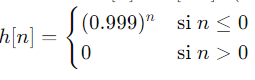 h[n] = { (0.999)ⁿ si n ≤ 0
0 si n > 0